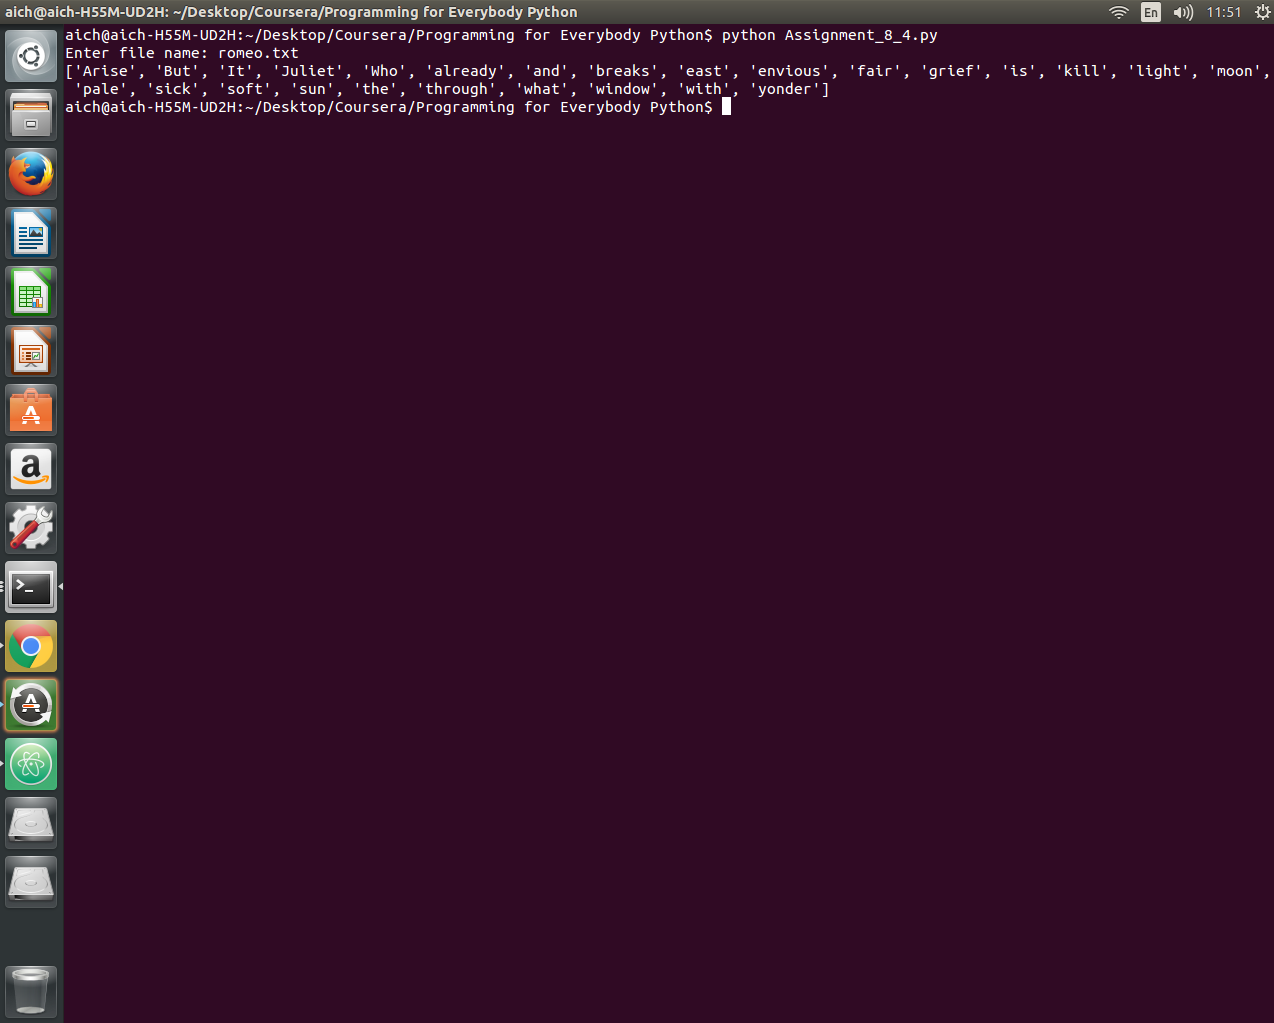 aich@aich-H55M-UD2H: ~/Desktop/Coursera/Programming for Everybody Python
En
11:51
aich@aich-H55M-UD2H:~/Desktop/Coursera/Programming for Everybody Python$ python Assignment_8_4.py
Enter file name: romeo.txt
['Arise', 'But', 'It', 'Juliet', 'Who', 'already', 'and', 'breaks', 'east', 'envious', 'fair', 'grief', 'is', 'kill', 'light', 'moon',
'pale', 'sick', 'soft', 'sun', 'the', 'through', 'what', 'window', 'with', 'yonder']
aich@aich-H55M-UD2H:~/Desktop/Coursera/Programming for Everybody Python$